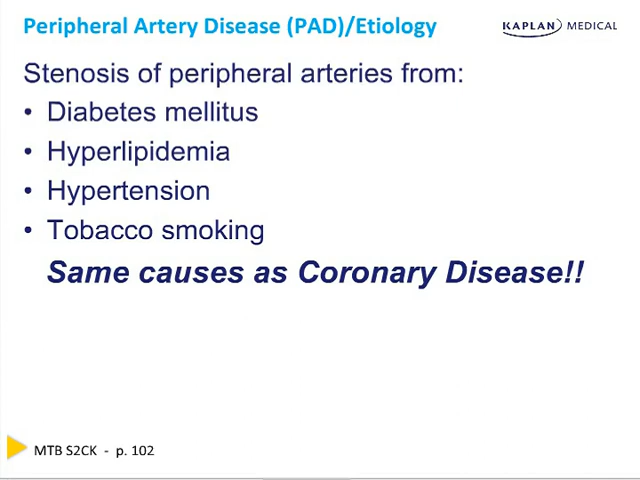 Peripheral Artery Disease (PAD)/Etiology
KAPLAN MEDICAL
Stenosis of peripheral arteries from:
• Diabetes mellitus
• Hyperlipidemia
• Hypertension
• Tobacco smoking
Same causes as Coronary Disease!!
MTB S2CK - p. 102